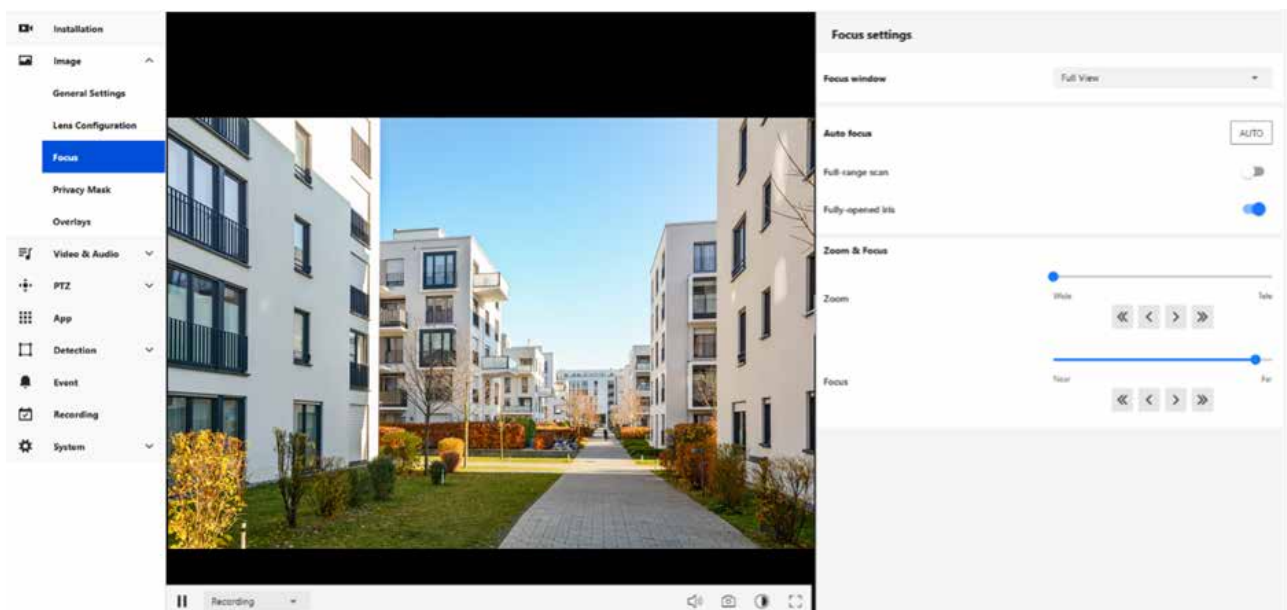 Installation
Image
General Settings
Lens Configuration
Focus
Privacy Mask
Overlays
Video & Audio
PTZ
App
Detection
Event
Recording
System
Recording
Focus settings
Focus window Full View
Auto focus AUTO
Full-range scan
Fully-opened Iris
Zoom & Focus
Zoom Wide Tele
Focus Near Far